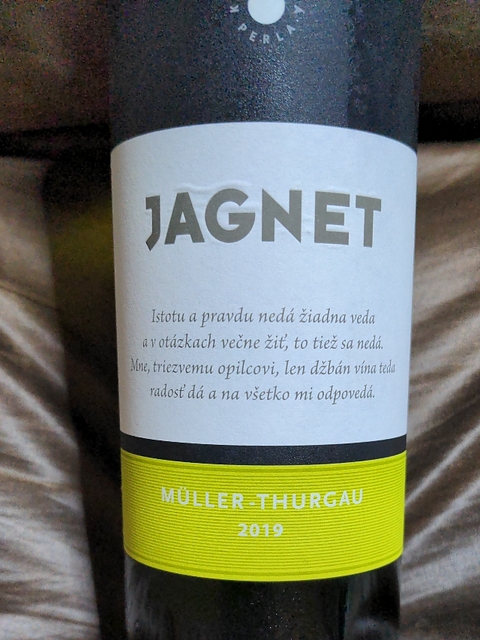 K PERLA
JAGNET
Istotu a pravdu nedá žiadna veda
a v otázkach večne žiť, to tiež sa nedá.
Mne, triezvemu opilcovi, len džbán vína teda
radosť dá a na všetko mi odpovedá.
MÜLLER-THURGAU
2019